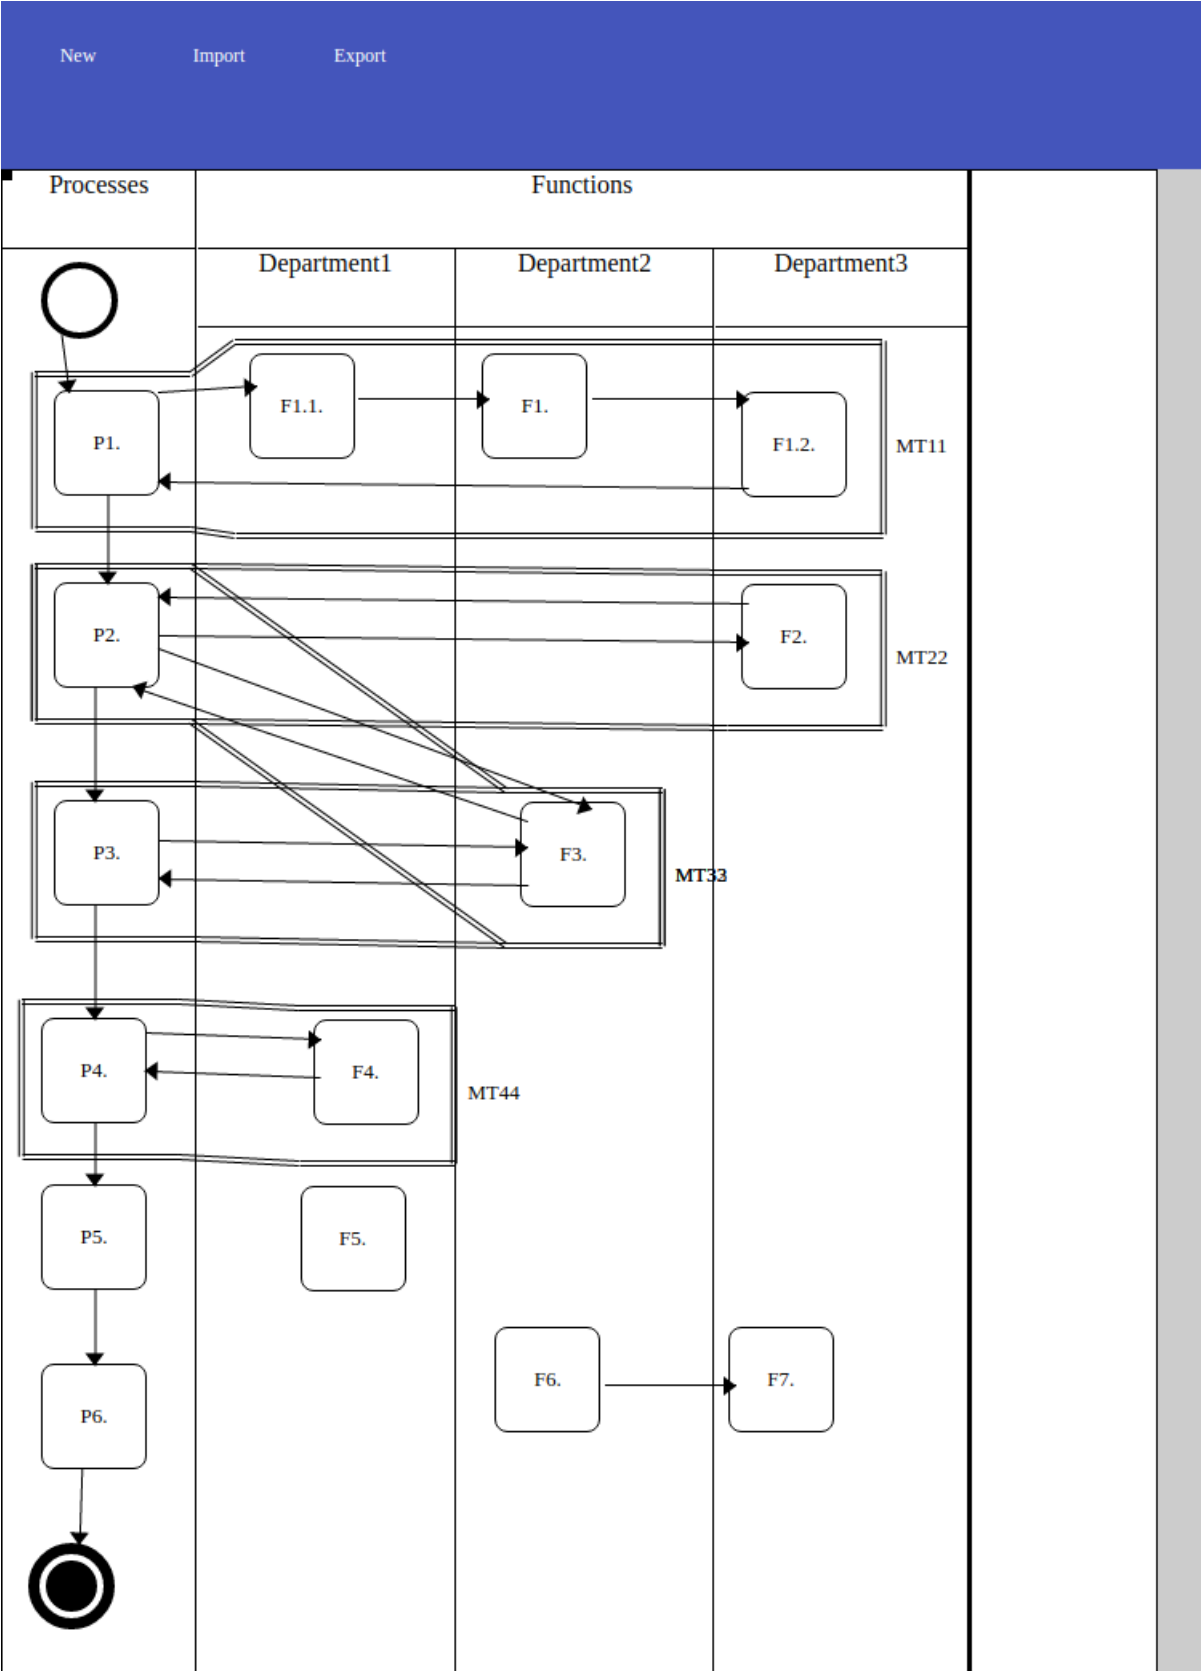 New Import Export
Processes Functions
Department1 Department2 Department3
F1.1. F1.
P1. F1.2. MT11
P2. F2.
MT22
P3. F3.
P4. F4.
MT44
P5. F5.
F6. F7.
P6.